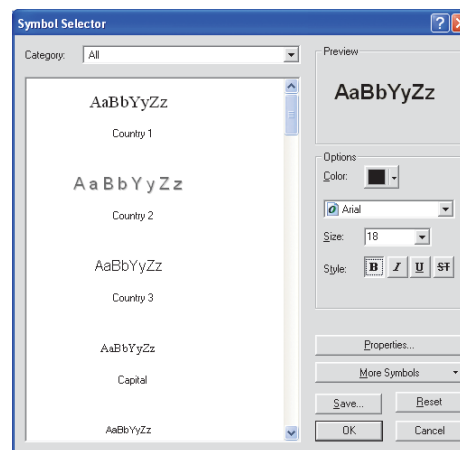 Symbol Selector
Category: All
AaBbYyZz
Country 1
AaBbYyZz
Country 2
AaBbYyZz
Country 3
AaBbYyZz
Capital
AaBbYyZz
Preview
AaBbYyZz
Options
Color:
Arial
Size: 18
Style: B I U ST
Properties...
More Symbols
Save... Reset
OK Cancel